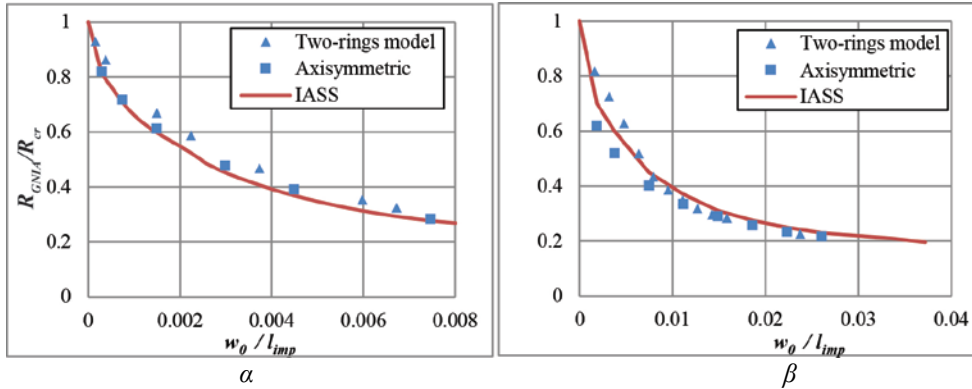 1
0.8
0.6
0.4
0.2
0
R_GNIA/R_cr
Two-rings model
Axisymmetric
IASS
0 0.002 0.004 0.006 0.008
w_0 / l_imp
α
1
0.8
0.6
0.4
0.2
0
Two-rings model
Axisymmetric
IASS
0 0.01 0.02 0.03 0.04
w_0 / l_imp
β